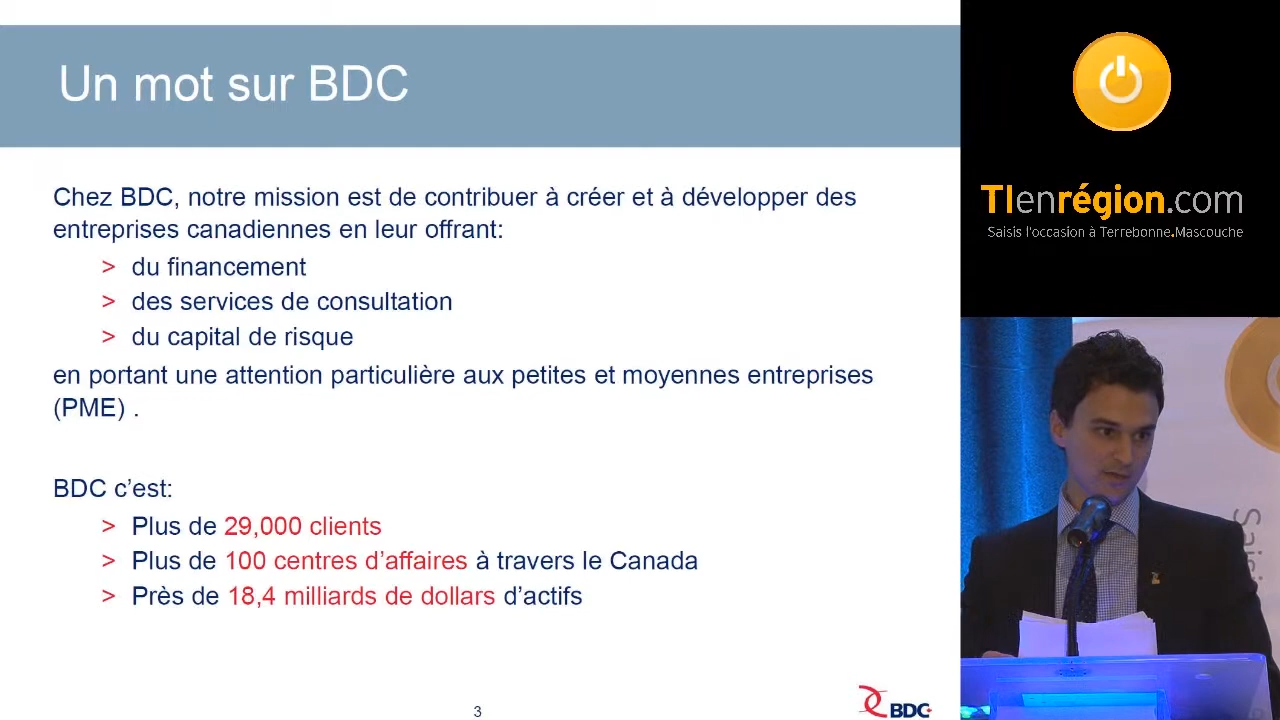 Un mot sur BDC
Chez BDC, notre mission est de contribuer à créer et à développer des
entreprises canadiennes en leur offrant:
> du financement
> des services de consultation
> du capital de risque
en portant une attention particulière aux petites et moyennes entreprises
(PME) .
BDC c’est:
> Plus de 29,000 clients
> Plus de 100 centres d’affaires à travers le Canada
> Près de 18,4 milliards de dollars d’actifs
3
BDC
TIenrégion.com
Saisis l'occasion à Terrebonne.Mascouche
Saisi